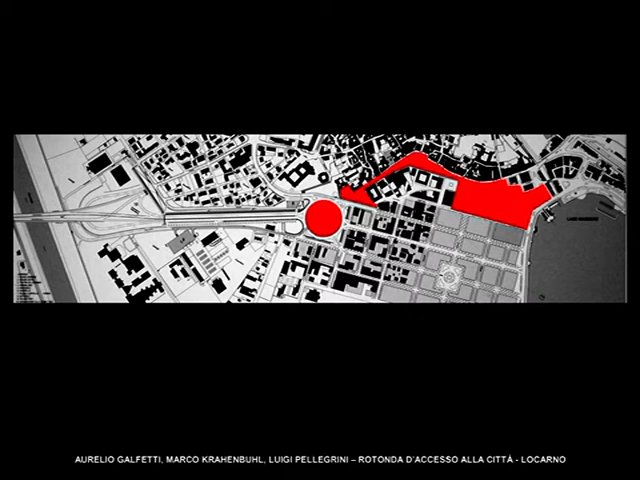 AURELIO GALFETTI, MARCO KRAHENBUHL, LUIGI PELLEGRINI – ROTONDA D'ACCESSO ALLA CITTÀ - LOCARNO